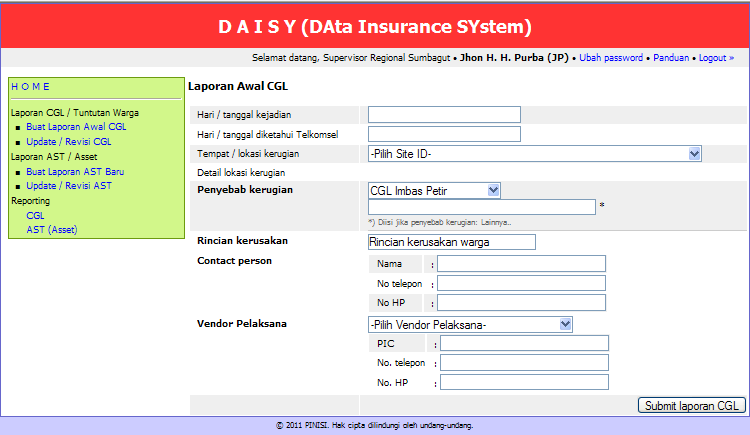 D A I S Y (DAta Insurance SYstem)
Selamat datang, Supervisor Regional Sumbagut • Jhon H. H. Purba (JP) • Ubah password • Panduan • Logout »
H O M E
Laporan CGL / Tuntutan Warga
Buat Laporan Awal CGL
Update / Revisi CGL
Laporan AST / Asset
Buat Laporan AST Baru
Update / Revisi AST
Reporting
CGL
AST (Asset)
Laporan Awal CGL
Hari / tanggal kejadian
Hari / tanggal diketahui Telkomsel
Tempat / lokasi kerugian -Pilih Site ID-
Detail lokasi kerugian
Penyebab kerugian CGL Imbas Petir
*
*) Diisi jika penyebab kerugian: Lainnya..
Rincian kerusakan Rincian kerusakan warga
Contact person Nama :
No telepon :
No HP :
Vendor Pelaksana -Pilih Vendor Pelaksana-
PIC :
No. telepon :
No. HP :
Submit laporan CGL
© 2011 PINISI. Hak cipta dilindungi oleh undang-undang.